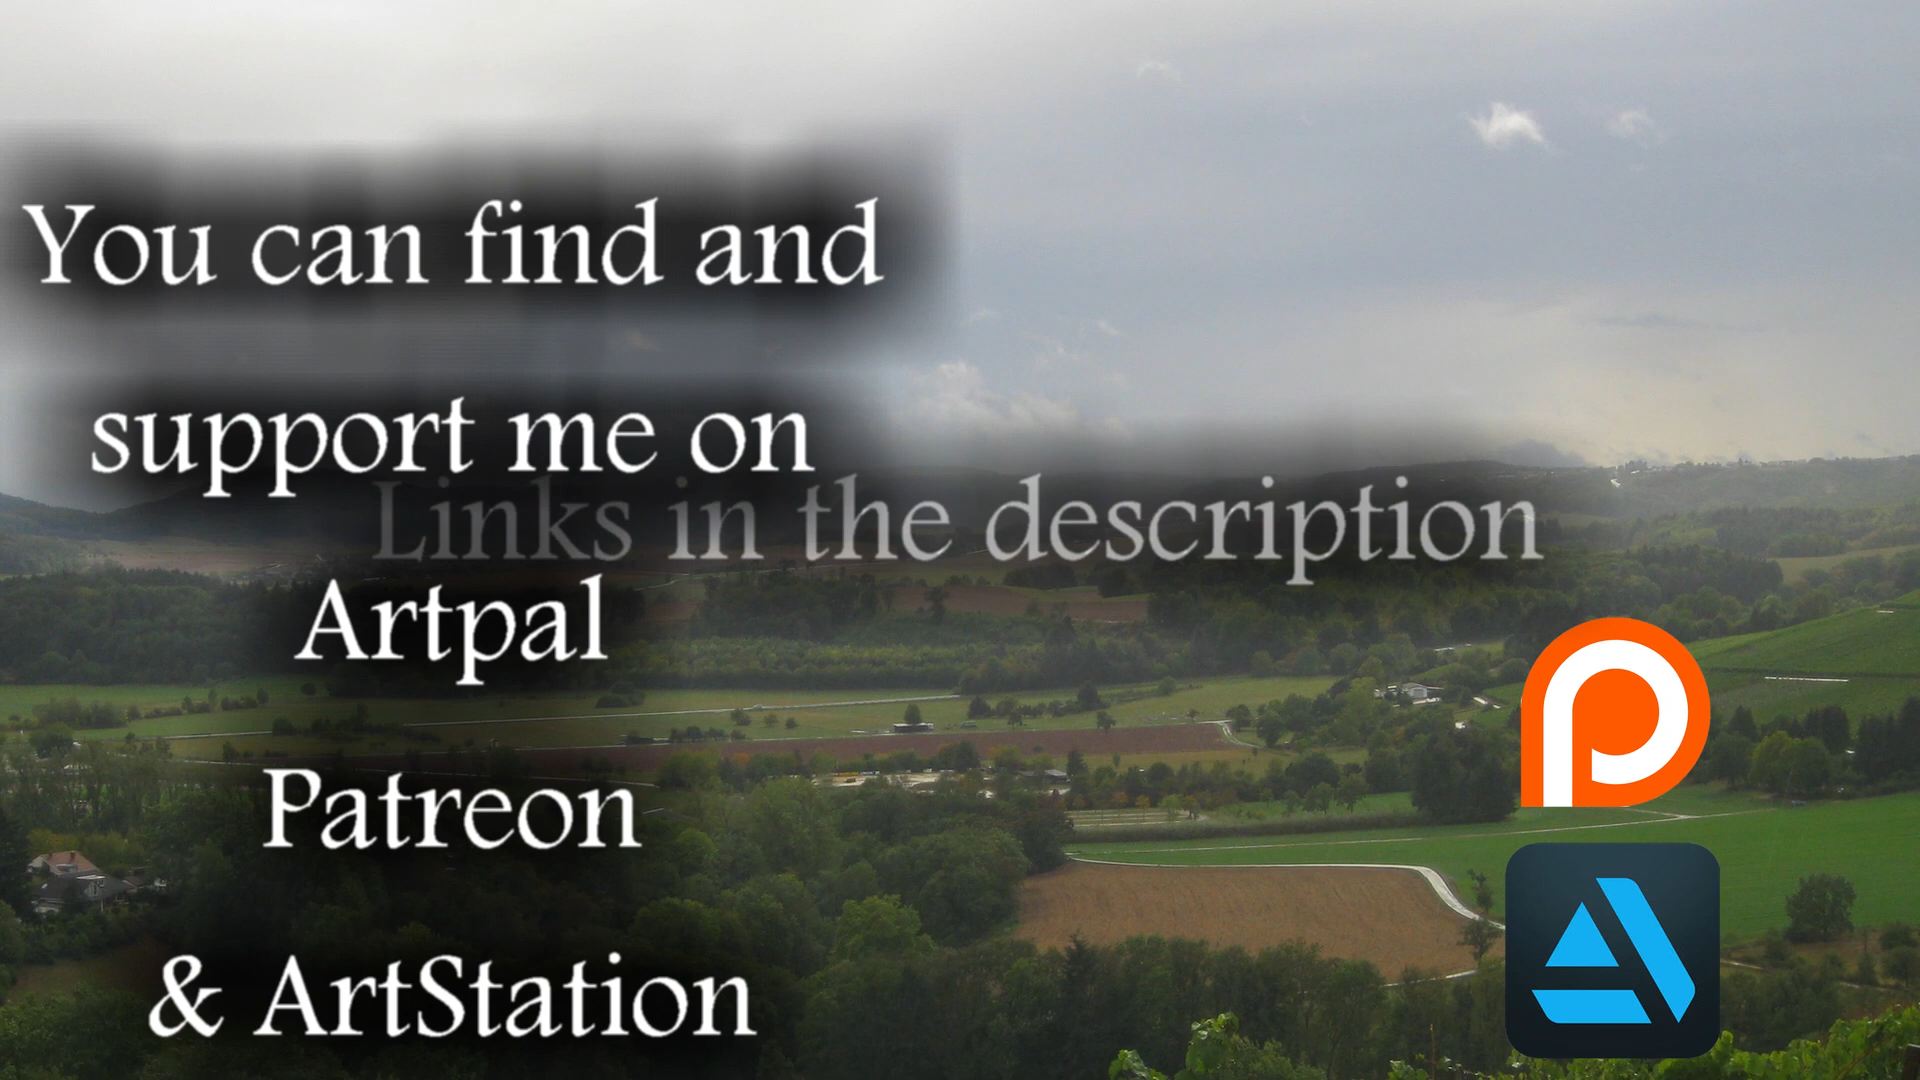 You can find and
support me on
Links in the description
Artpal
Patreon
& ArtStation